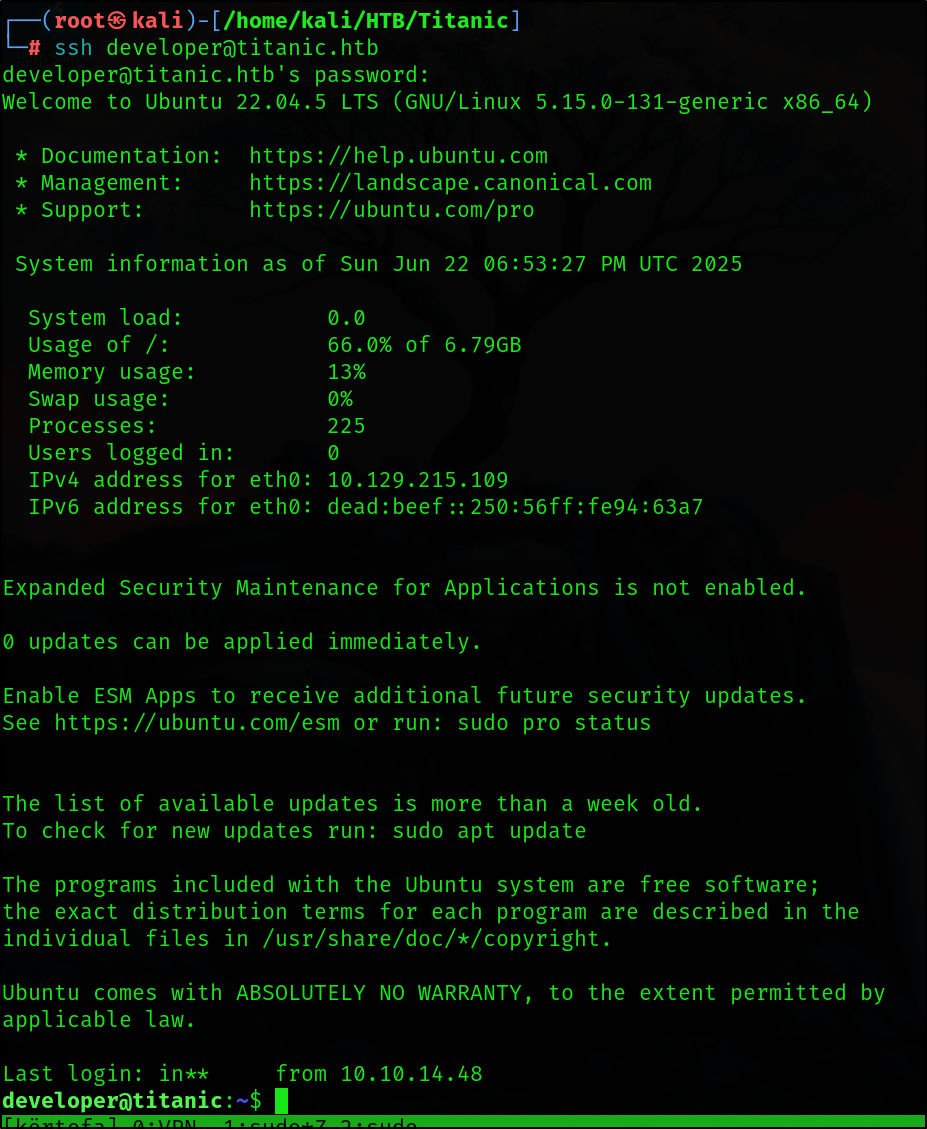 ┌──(root㉿kali)-[/home/kali/HTB/Titanic]
└─# ssh developer@titanic.htb
developer@titanic.htb's password:
Welcome to Ubuntu 22.04.5 LTS (GNU/Linux 5.15.0-131-generic x86_64)
* Documentation:  https://help.ubuntu.com
* Management:     https://landscape.canonical.com
* Support:        https://ubuntu.com/pro
System information as of Sun Jun 22 06:53:27 PM UTC 2025
System load:           0.0
Usage of /:            66.0% of 6.79GB
Memory usage:          13%
Swap usage:            0%
Processes:             225
Users logged in:       0
IPv4 address for eth0: 10.129.215.109
IPv6 address for eth0: dead:beef::250:56ff:fe94:63a7
Expanded Security Maintenance for Applications is not enabled.
0 updates can be applied immediately.
Enable ESM Apps to receive additional future security updates.
See https://ubuntu.com/esm or run: sudo pro status
The list of available updates is more than a week old.
To check for new updates run: sudo apt update
The programs included with the Ubuntu system are free software;
the exact distribution terms for each program are described in the
individual files in /usr/share/doc/*/copyright.
Ubuntu comes with ABSOLUTELY NO WARRANTY, to the extent permitted by
applicable law.
Last login: in**     from 10.10.14.48
developer@titanic:~$
[körtefa] 0:VPN  1:sudo*Z 2:sudo